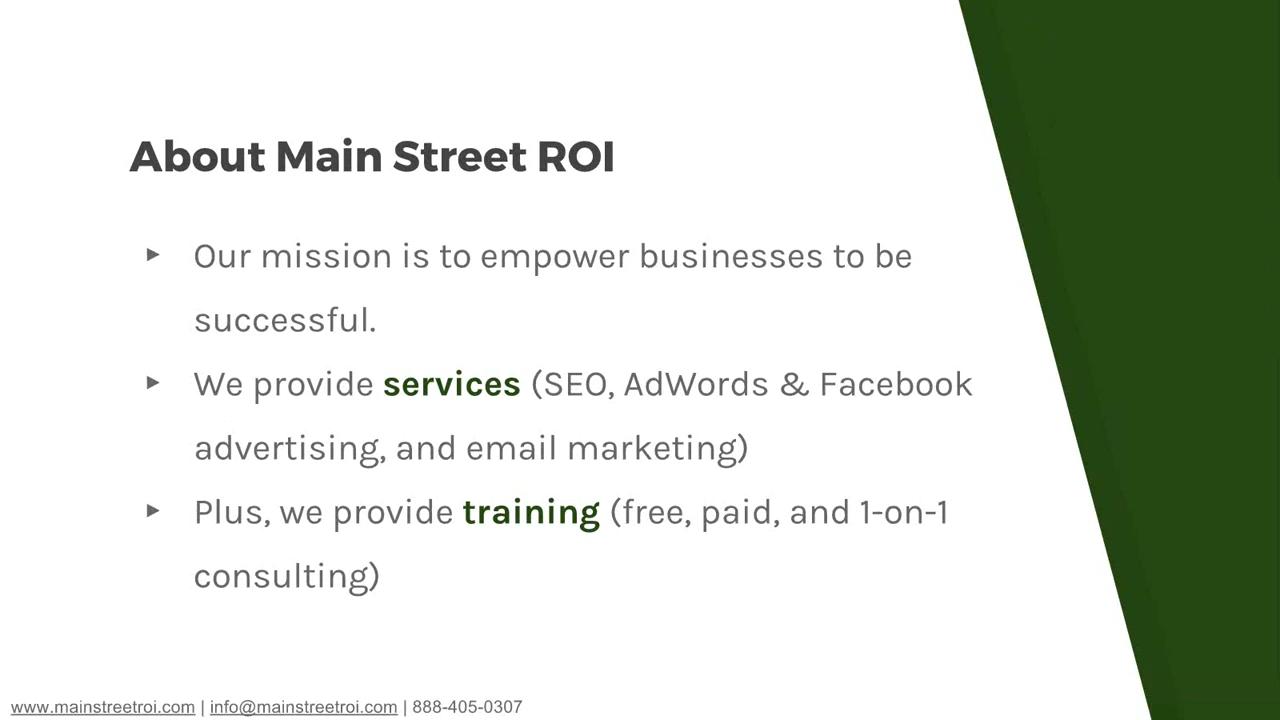 About Main Street ROI
▸ Our mission is to empower businesses to be
successful.
▸ We provide services (SEO, AdWords & Facebook
advertising, and email marketing)
▸ Plus, we provide training (free, paid, and 1-on-1
consulting)
www.mainstreetroi.com | info@mainstreetroi.com | 888-405-0307